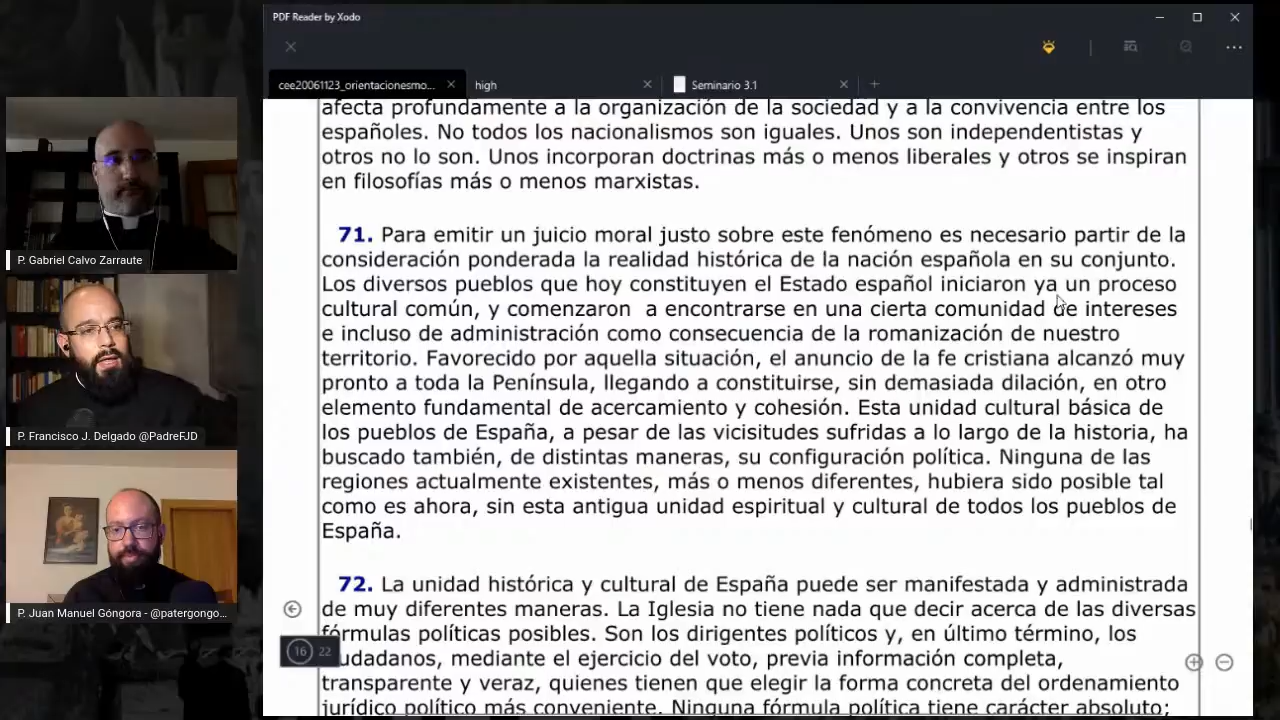 PDF Reader by Xodo
cee20061123_orientacionesmo...
high
Seminario 3.1
afecta profundamente a la organización de la sociedad y a la convivencia entre los
españoles. No todos los nacionalismos son iguales. Unos son independentistas y
otros no lo son. Unos incorporan doctrinas más o menos liberales y otros se inspiran
en filosofías más o menos marxistas.
71. Para emitir un juicio moral justo sobre este fenómeno es necesario partir de la
consideración ponderada la realidad histórica de la nación española en su conjunto.
Los diversos pueblos que hoy constituyen el Estado español iniciaron ya un proceso
cultural común, y comenzaron a encontrarse en una cierta comunidad de intereses
e incluso de administración como consecuencia de la romanización de nuestro
territorio. Favorecido por aquella situación, el anuncio de la fe cristiana alcanzó muy
pronto a toda la Península, llegando a constituirse, sin demasiada dilación, en otro
elemento fundamental de acercamiento y cohesión. Esta unidad cultural básica de
los pueblos de España, a pesar de las vicisitudes sufridas a lo largo de la historia, ha
buscado también, de distintas maneras, su configuración política. Ninguna de las
regiones actualmente existentes, más o menos diferentes, hubiera sido posible tal
como es ahora, sin esta antigua unidad espiritual y cultural de todos los pueblos de
España.
72. La unidad histórica y cultural de España puede ser manifestada y administrada
de muy diferentes maneras. La Iglesia no tiene nada que decir acerca de las diversas
fórmulas políticas posibles. Son los dirigentes políticos y, en último término, los
ciudadanos, mediante el ejercicio del voto, previa información completa,
transparente y veraz, quienes tienen que elegir la forma concreta del ordenamiento
jurídico político más conveniente. Ninguna fórmula política tiene carácter absoluto;
16 22
P. Gabriel Calvo Zarraute
P. Francisco J. Delgado @PadreFJD
P. Juan Manuel Góngora - @patergongo...